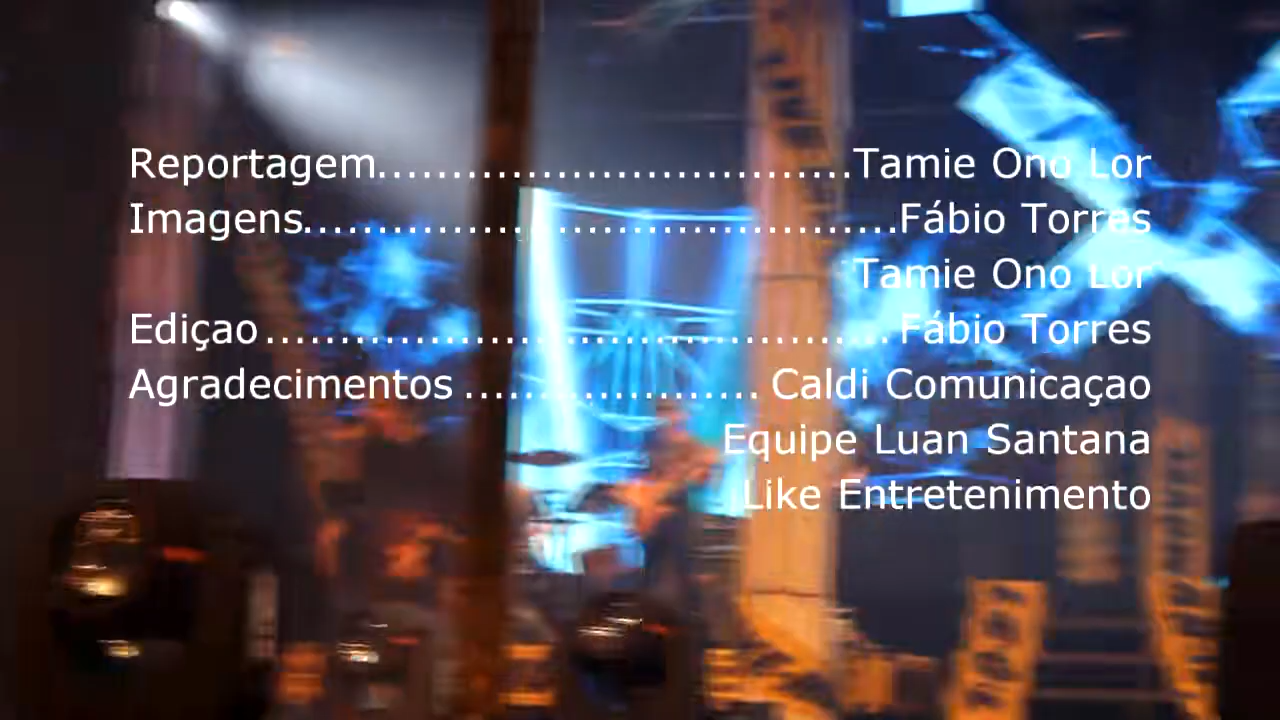 Reportagem................................Tamie Ono Lor
Imagens........................................Fábio Torres
Tamie Ono Lor
Ediçao .......................................... Fábio Torres
Agradecimentos .................... Caldi Comunicaçao
Equipe Luan Santana
Like Entretenimento